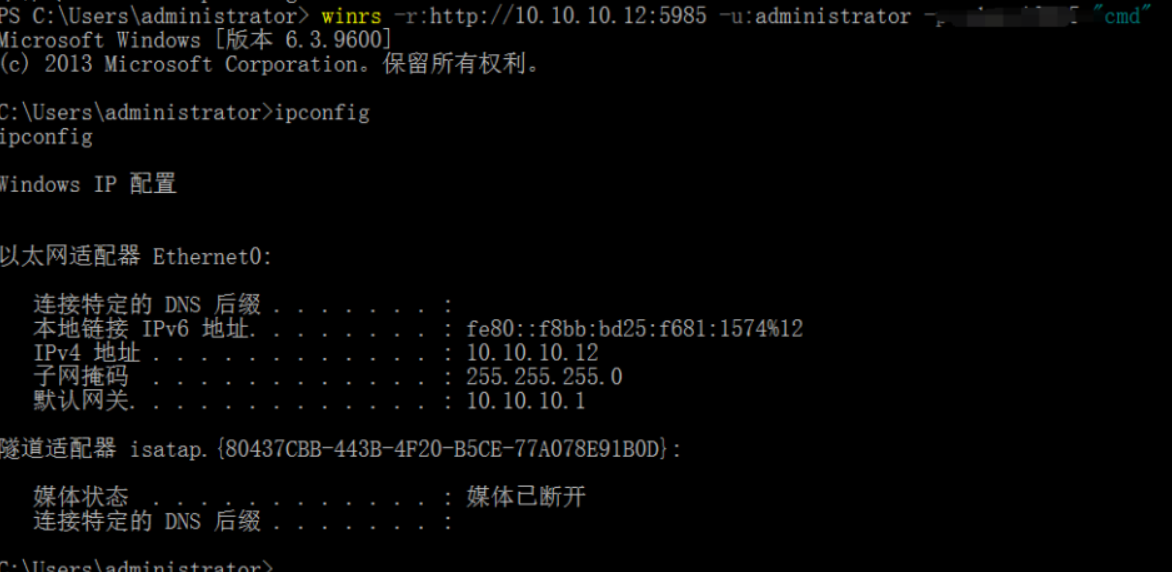 PS C:\Users\administrator> winrs -r:http://10.10.10.12:5985 -u:administrator "cmd"
Microsoft Windows [版本 6.3.9600]
(c) 2013 Microsoft Corporation。保留所有权利。
C:\Users\administrator>ipconfig
ipconfig
Windows IP 配置
以太网适配器 Ethernet0:
连接特定的 DNS 后缀 . . . . . . . :
本地链接 IPv6 地址. . . . . . . . : fe80::f8bb:bd25:f681:1574%12
IPv4 地址 . . . . . . . . . . . . : 10.10.10.12
子网掩码 . . . . . . . . . . . . : 255.255.255.0
默认网关. . . . . . . . . . . . . : 10.10.10.1
隧道适配器 isatap.{80437CBB-443B-4F20-B5CE-77A078E91B0D}:
媒体状态 . . . . . . . . . . . . : 媒体已断开
连接特定的 DNS 后缀 . . . . . . . :
C:\Users\administrator>